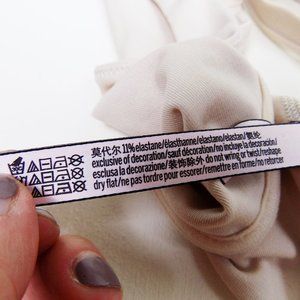 莫代尔 11% elastane/élasthanne/elastano/elastan/氨纶
exclusive of decoration/sauf décoration/no incluye la decoración/
esclusa la decorazione/装饰除外 do not wring or twist/reshape
dry flat/ne pas tordre pour essorer/remettre en forme/no retorcer